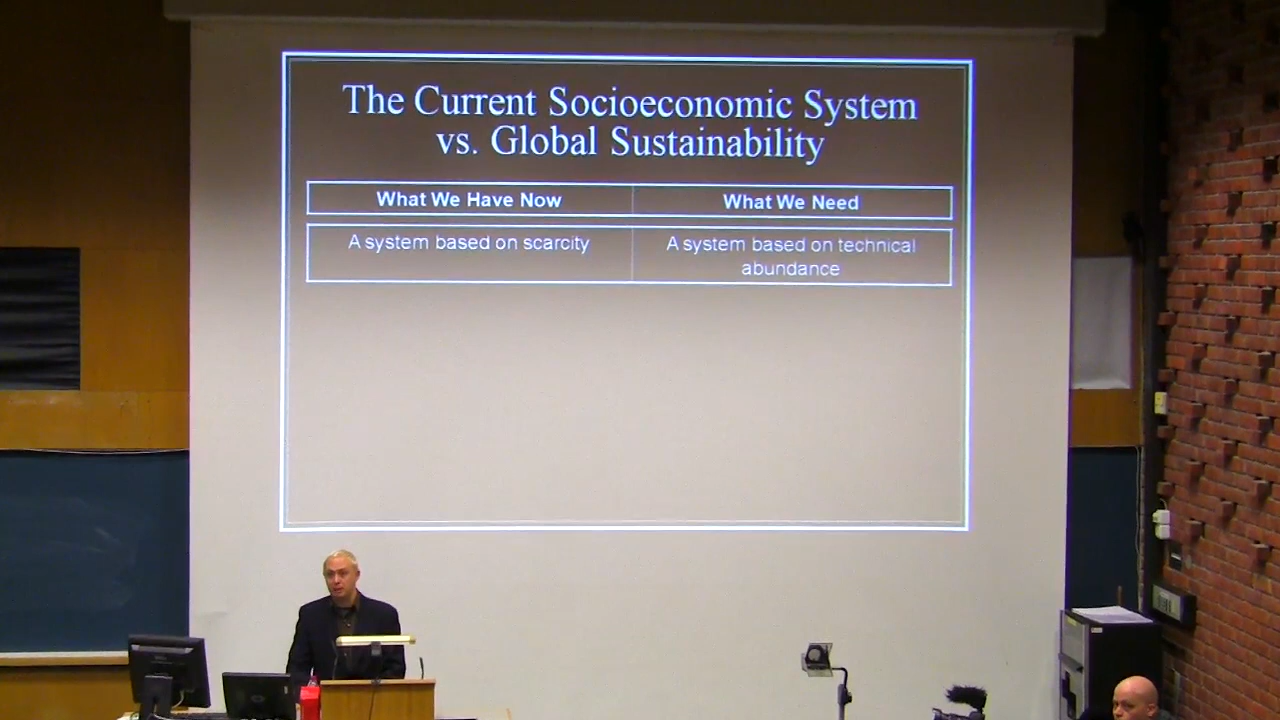 The Current Socioeconomic System
vs. Global Sustainability
What We Have Now
What We Need
A system based on scarcity
A system based on technical
abundance